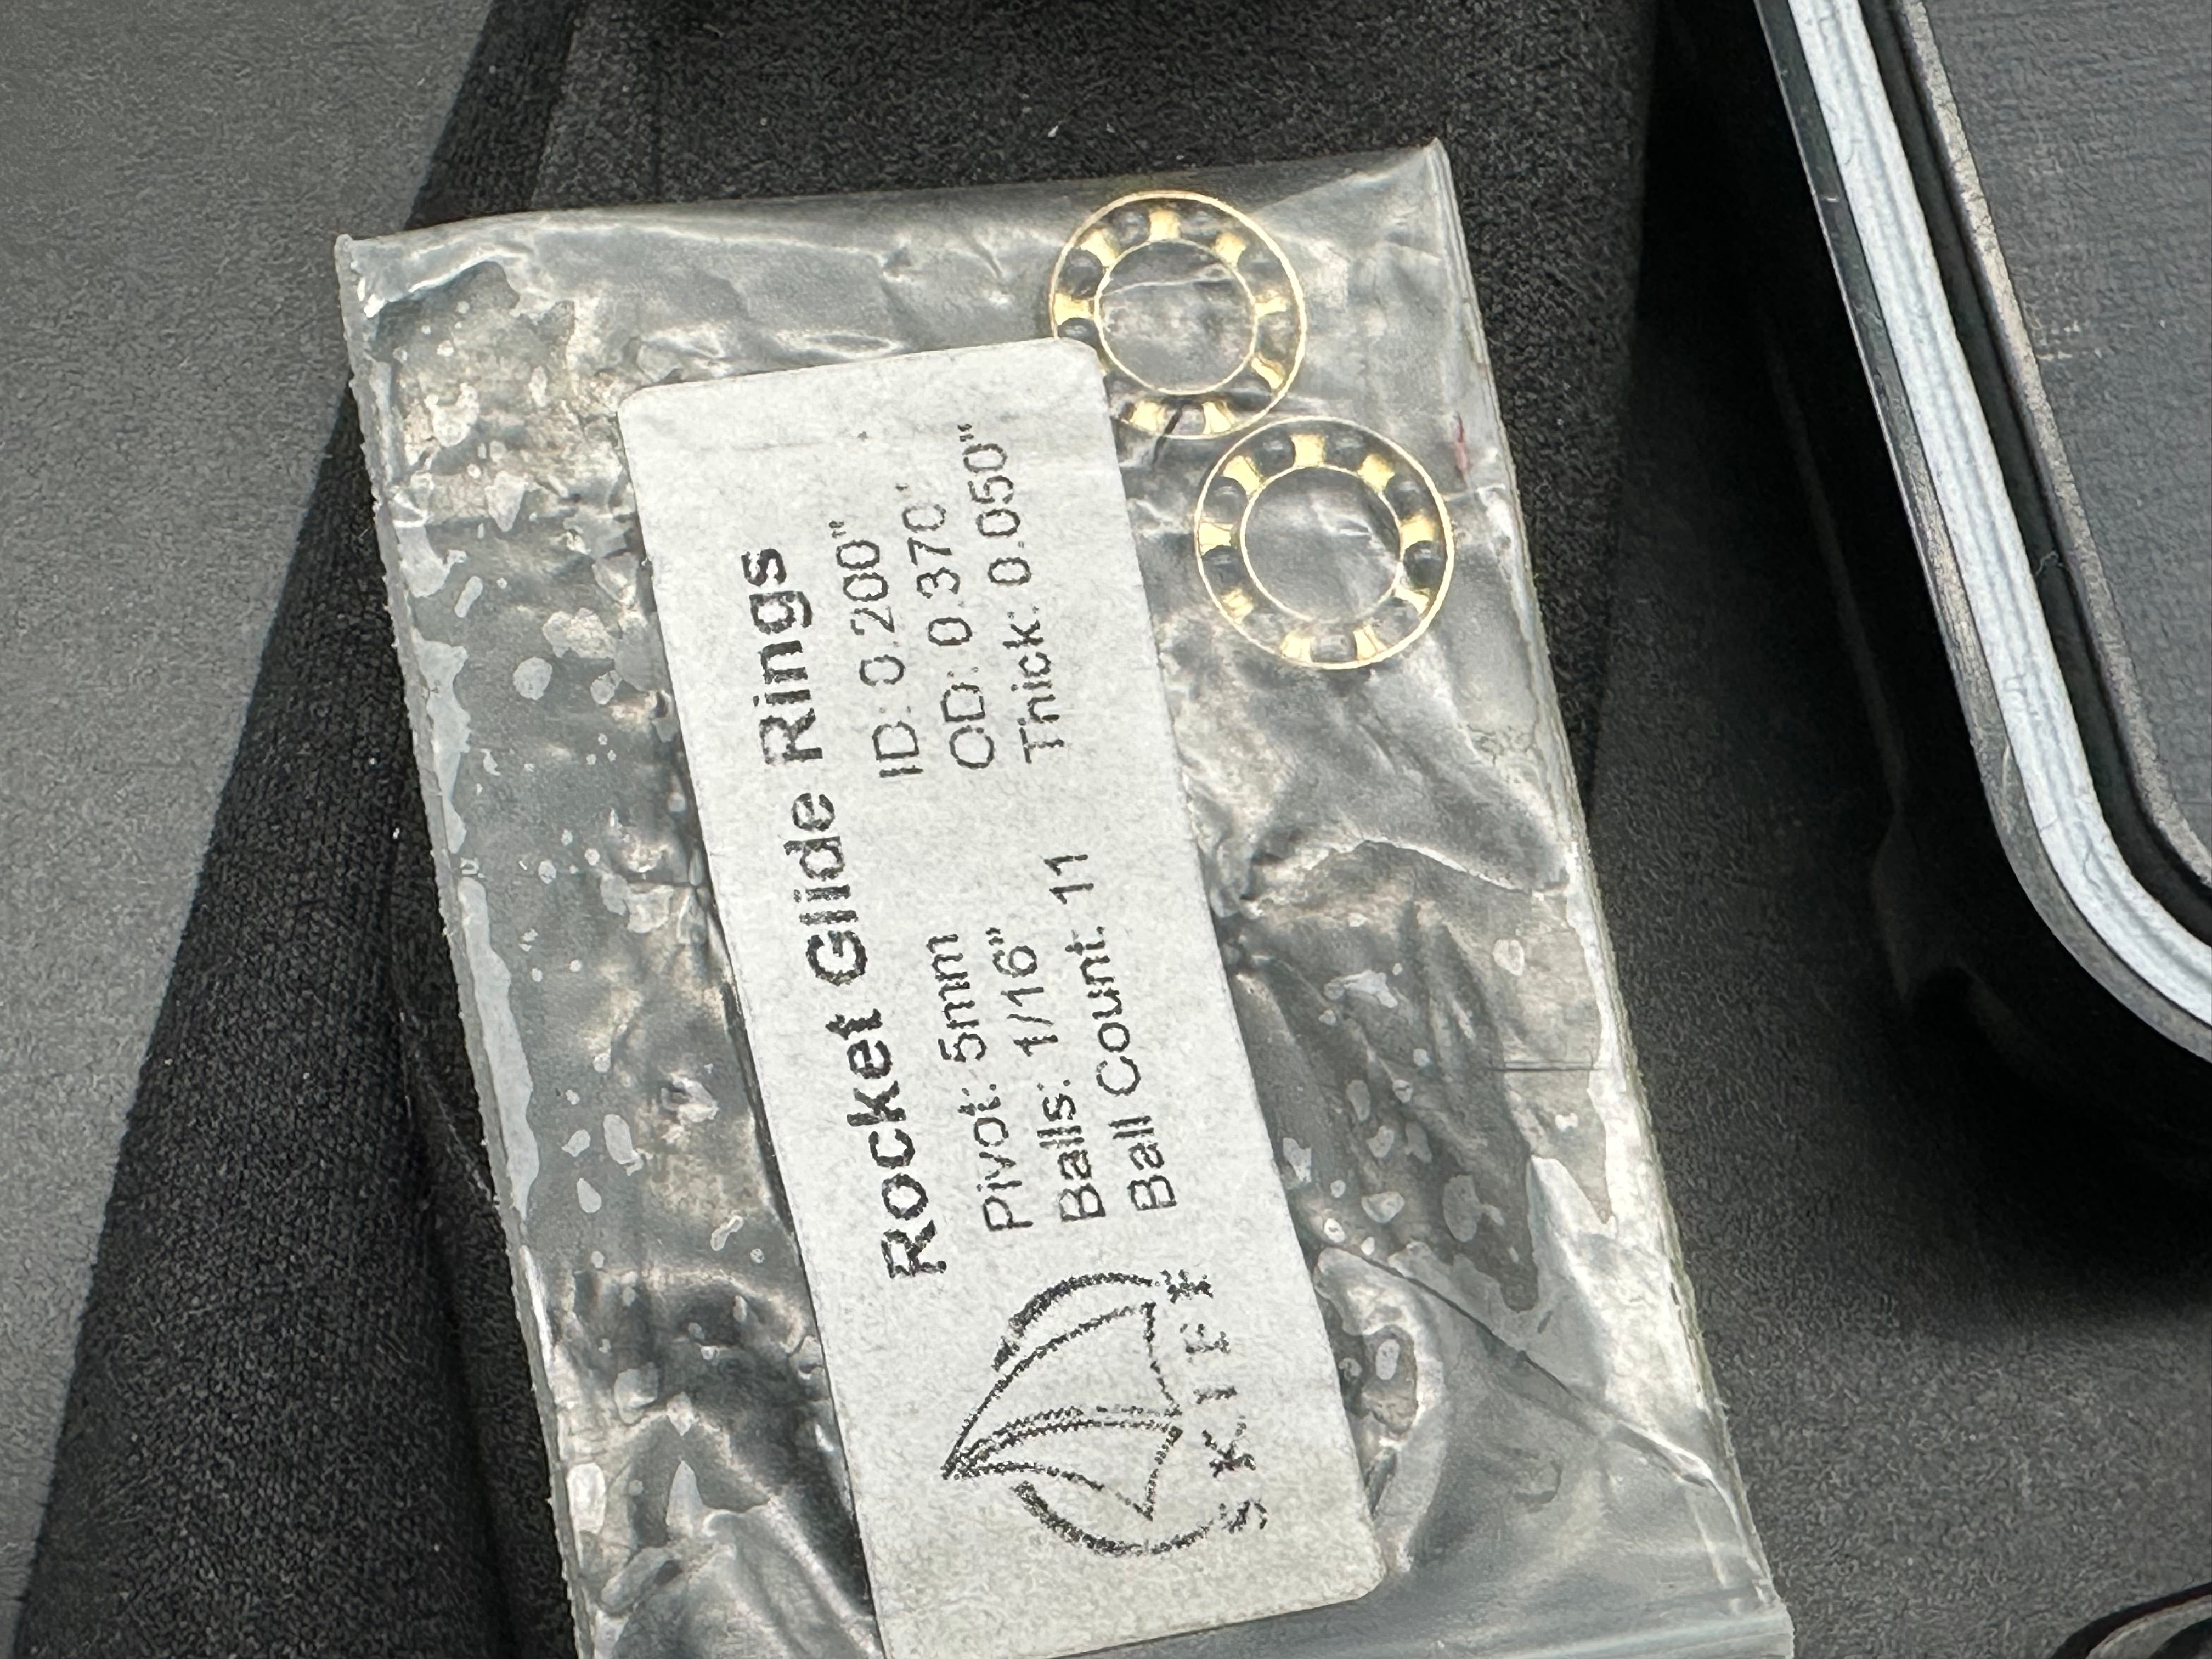 Rocket Glide Rings
Pivot: 5mm
Balls: 1/16"
Ball Count: 11
ID: 0.200"
OD: 0.370"
Thick: 0.050"
SKIFF